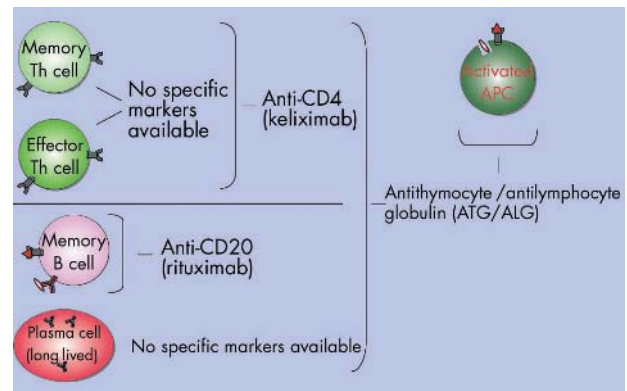 Memory
Th cell
No specific
markers
available
Effector
Th cell
Anti-CD4
(keliximab)
Activated
APC
Antithymocyte/antilymphocyte
globulin (ATG/ALG)
Memory
B cell
Anti-CD20
(rituximab)
Plasma cell
(long lived)
No specific markers available